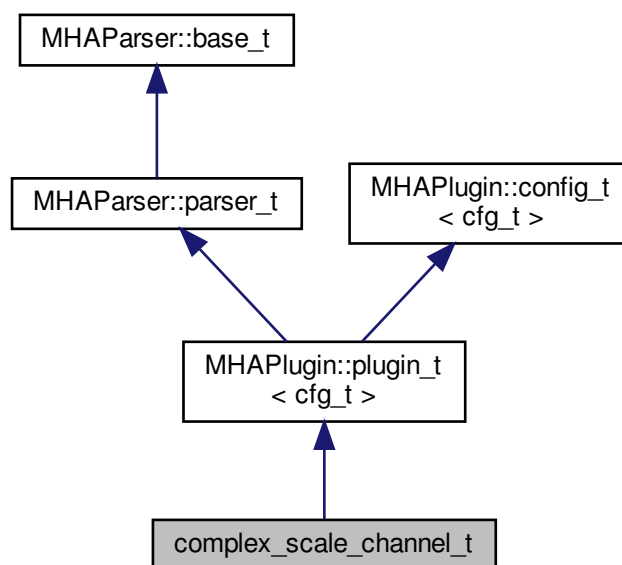 MHAParser::base_t
MHAParser::parser_t
MHAPlugin::config_t
< cfg_t >
MHAPlugin::plugin_t
< cfg_t >
complex_scale_channel_t